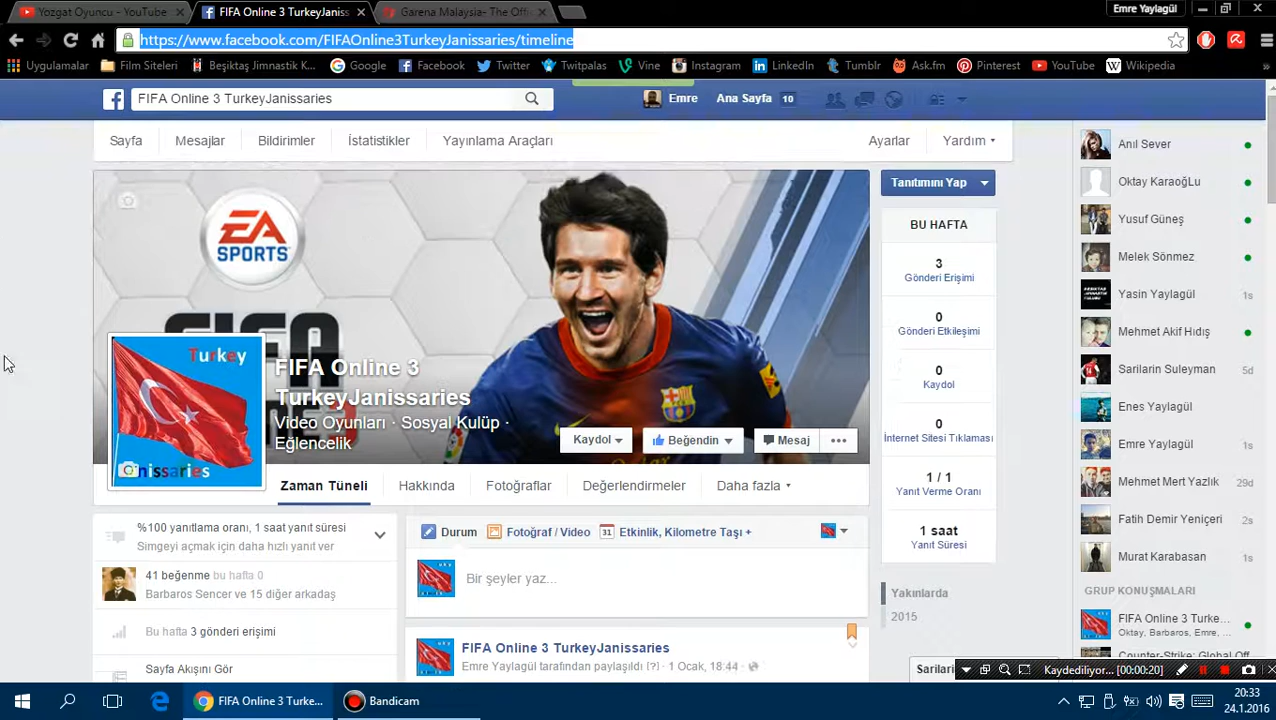 Yozgat Oyuncu - YouTube
FIFA Online 3 TurkeyJaniss
Garena Malaysia- The Offi
Emre Yaylagül
https://www.facebook.com/FIFAOnline3TurkeyJanissaries/timeline
Uygulamalar
Film Siteleri
Beşiktaş Jimnastik K...
Google
Facebook
Twitter
Twitpalas
Vine
Instagram
LinkedIn
Tumblr
Ask.fm
Pinterest
YouTube
Wikipedia
FIFA Online 3 TurkeyJanissaries
Emre
Ana Sayfa 10
Sayfa
Mesajlar
Bildirimler
İstatistikler
Yayınlama Araçları
Ayarlar
Yardım
EA
SPORTS
Turkey
nissaries
FIFA Online 3
TurkeyJanissaries
Video Oyunları · Sosyal Kulüp ·
Eğlencelik
Kaydol
Beğendin
Mesaj
Tanıtımını Yap
BU HAFTA
3
Gönderi Erişimi
0
Gönderi Etkileşimi
0
Kaydol
0
İnternet Sitesi Tıklaması
1 / 1
Yanıt Verme Oranı
1 saat
Yanıt Süresi
Yakınlarda
2015
Zaman Tüneli
Hakkında
Fotoğraflar
Değerlendirmeler
Daha fazla
%100 yanıtlama oranı, 1 saat yanıt süresi
Simgeyi açmak için daha hızlı yanıt ver
41 beğenme bu hafta 0
Barbaros Sencer ve 15 diğer arkadaş
Bu hafta 3 gönderi erişimi
Sayfa Akışını Gör
Durum
Fotoğraf / Video
31
Etkinlik, Kilometre Taşı +
Bir şeyler yaz...
FIFA Online 3 TurkeyJanissaries
Emre Yaylagül tarafından paylaşıldı [?] · 1 Ocak, 18:44 ·
Anıl Sever
Oktay KaraoğLu
Yusuf Güneş
Melek Sönmez
Yasin Yaylagül 1s
Mehmet Akif Hıdış
Sarilarin Suleyman 5d
Enes Yaylagül
Emre Yaylagül 1s
Mehmet Mert Yazlık 29d
Fatih Demir Yeniçeri 2s
Murat Karabasan 1s
GRUP KONUŞMALARI
FIFA Online 3 Turke...
Oktay, Barbaros, Emre, ...
Counter-Strike: Global Off
Sarilari
Kaydediliyor...
FIFA Online 3 Turke...
Bandicam
20:33
24.1.2016